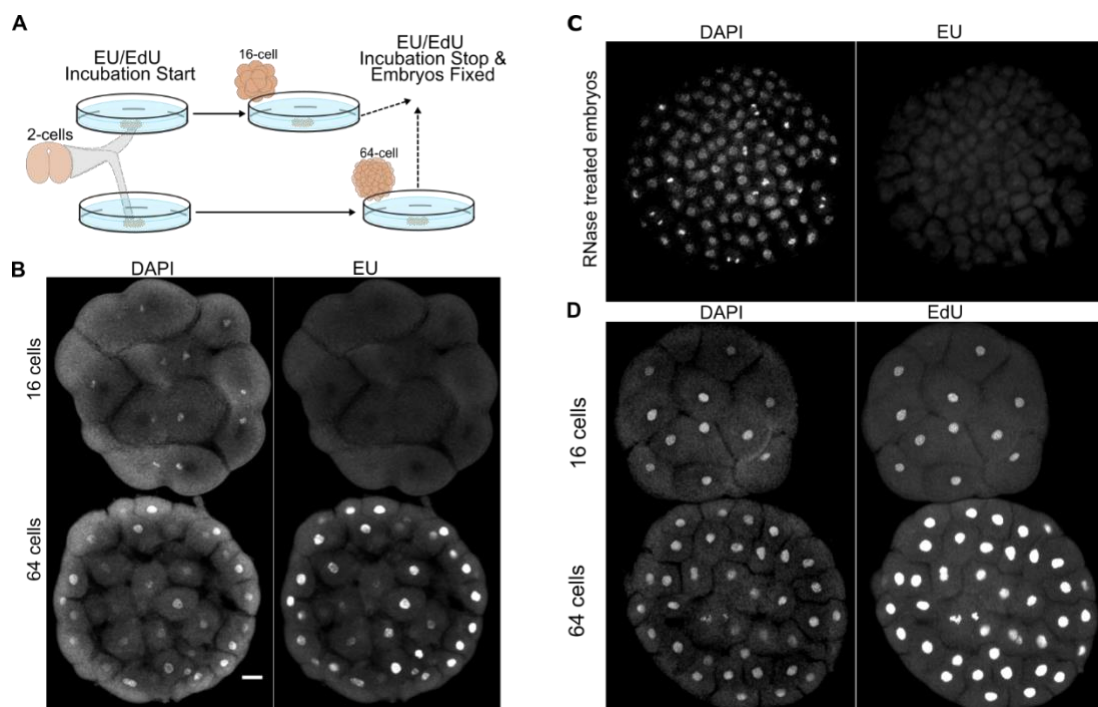 A
EU/EdU
Incubation Start
16-cell
EU/EdU
Incubation Stop &
Embryos Fixed
2-cells
64-cell
B
DAPI
EU
16 cells
64 cells
C
DAPI
EU
RNase treated embryos
D
DAPI
EdU
16 cells
64 cells